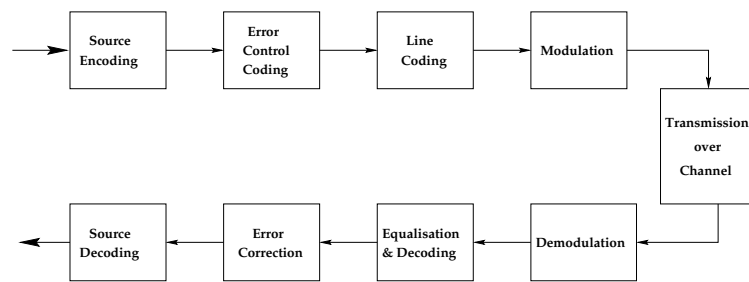 Source
Encoding
Error
Control
Coding
Line
Coding
Modulation
Transmission
over
Channel
Source
Decoding
Error
Correction
Equalisation
& Decoding
Demodulation